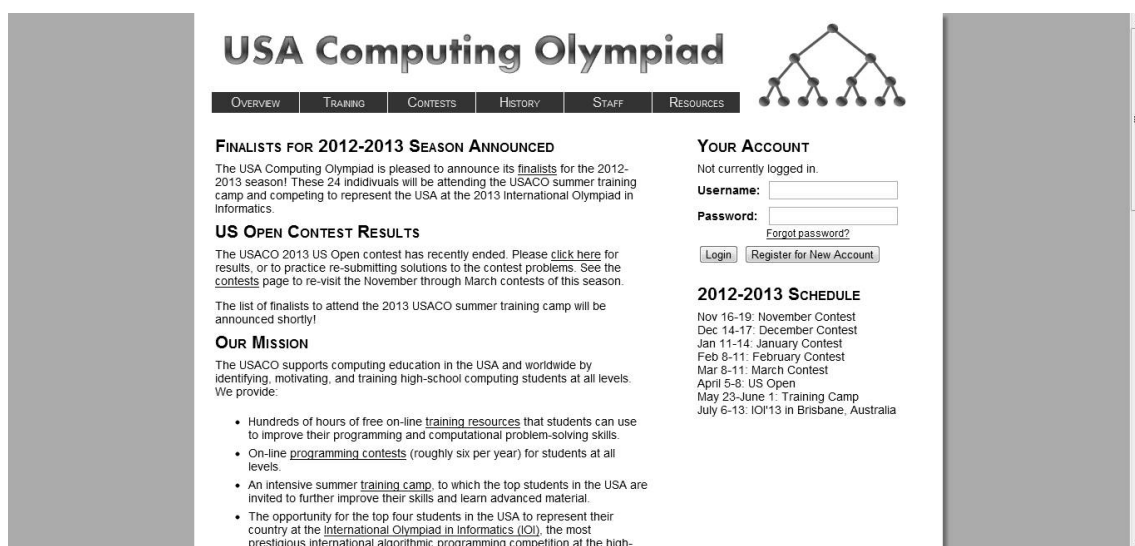 USA Computing Olympiad
OVERVIEW TRAINING CONTESTS HISTORY STAFF RESOURCES
FINALISTS FOR 2012-2013 SEASON ANNOUNCED
The USA Computing Olympiad is pleased to announce its finalists for the 2012-
2013 season! These 24 indidivuals will be attending the USACO summer training
camp and competing to represent the USA at the 2013 International Olympiad in
Informatics.
US OPEN CONTEST RESULTS
The USACO 2013 US Open contest has recently ended. Please click here for
results, or to practice re-submitting solutions to the contest problems. See the
contests page to re-visit the November through March contests of this season.
The list of finalists to attend the 2013 USACO summer training camp will be
announced shortly!
OUR MISSION
The USACO supports computing education in the USA and worldwide by
identifying, motivating, and training high-school computing students at all levels.
We provide:
• Hundreds of hours of free on-line training resources that students can use
to improve their programming and computational problem-solving skills.
• On-line programming contests (roughly six per year) for students at all
levels.
• An intensive summer training camp, to which the top students in the USA are
invited to further improve their skills and learn advanced material.
• The opportunity for the top four students in the USA to represent their
country at the International Olympiad in Informatics (IOI), the most
prestigious international algorithmic programming competition at the high-
YOUR ACCOUNT
Not currently logged in.
Username:
Password:
Forgot password?
Login Register for New Account
2012-2013 SCHEDULE
Nov 16-19: November Contest
Dec 14-17: December Contest
Jan 11-14: January Contest
Feb 8-11: February Contest
Mar 8-11: March Contest
April 5-8: US Open
May 23-June 1: Training Camp
July 6-13: IOI'13 in Brisbane, Australia